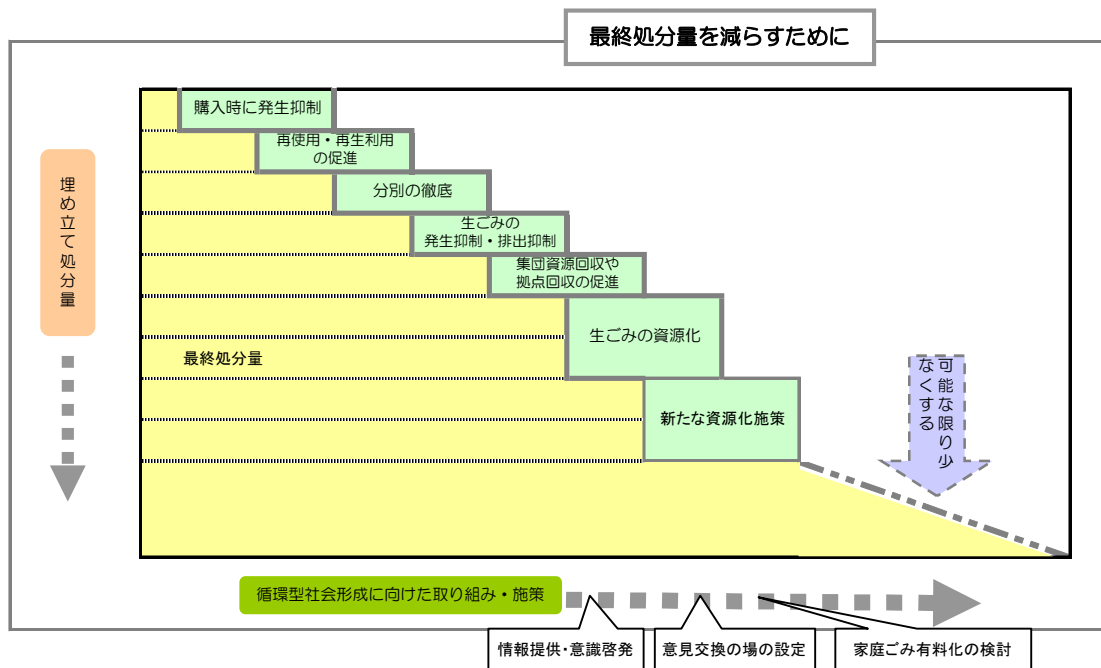 最終処分量を減らすために
購入時に発生抑制
再使用・再生利用
の促進
分別の徹底
生ごみの
発生抑制・排出抑制
集団資源回収や
拠点回収の促進
生ごみの資源化
新たな資源化施策
埋め立て処分量
最終処分量
可能な限り少
なくする
循環型社会形成に向けた取り組み・施策
情報提供・意識啓発
意見交換の場の設定
家庭ごみ有料化の検討